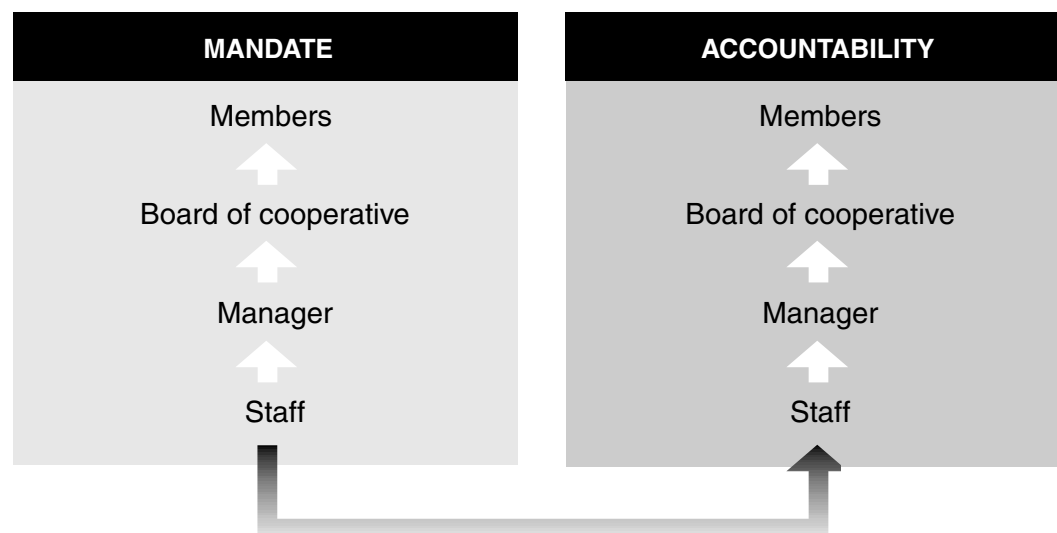 MANDATE
Members
Board of cooperative
Manager
Staff
ACCOUNTABILITY
Members
Board of cooperative
Manager
Staff